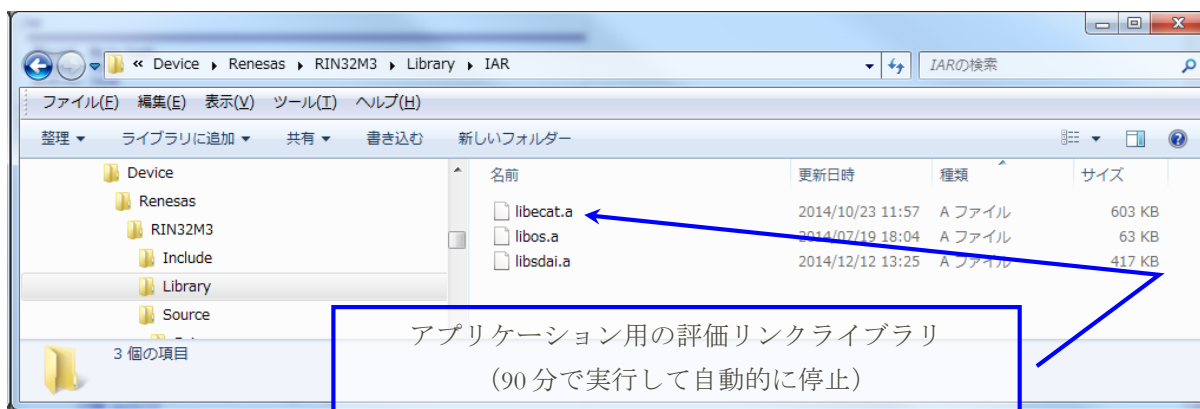 « Device ▸ Renesas ▸ RIN32M3 ▸ Library ▸ IAR
IARの検索
ファイル(F) 編集(E) 表示(V) ツール(T) ヘルプ(H)
整理 ▼ ライブラリに追加 ▼ 共有 ▼ 書き込む 新しいフォルダー
Device
Renesas
RIN32M3
Include
Library
Source
名前 更新日時 種類 サイズ
libecat.a 2014/10/23 11:57 A ファイル 603 KB
libos.a 2014/07/19 18:04 A ファイル 63 KB
libsdai.a 2014/12/12 13:25 A ファイル 417 KB
3 個の項目
アプリケーション用の評価リンクライブラリ
（90 分で実行して自動的に停止）